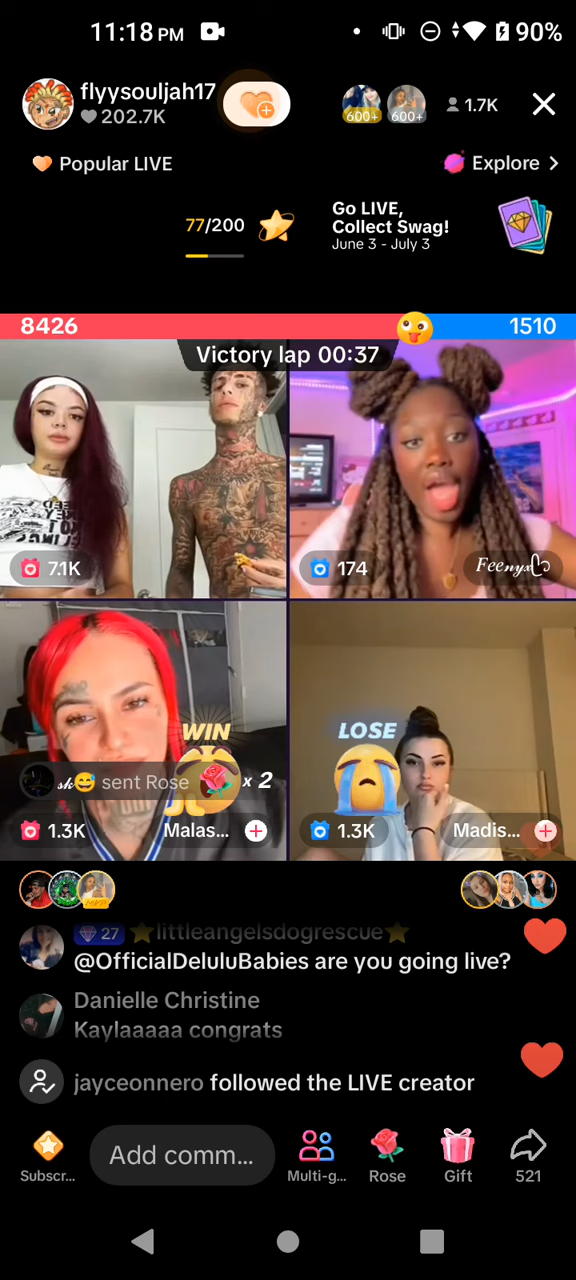 11:18 PM
90%
flyysouljah17
202.7K
600+
600+
1.7K
Popular LIVE
Explore >
77/200
Go LIVE,
Collect Swag!
June 3 - July 3
8426
1510
Victory lap 00:37
7.1K
174
Feenyx
WIN
LOSE
sk😅 sent Rose
x 2
1.3K
Malas...
1.3K
Madis...
27 ⭐littleangelsdogrescue⭐
@OfficialDeluluBabies are you going live?
Danielle Christine
Kaylaaaaa congrats
jayceonnero followed the LIVE creator
Add comm...
Subscr...
Multi-g...
Rose
Gift
521